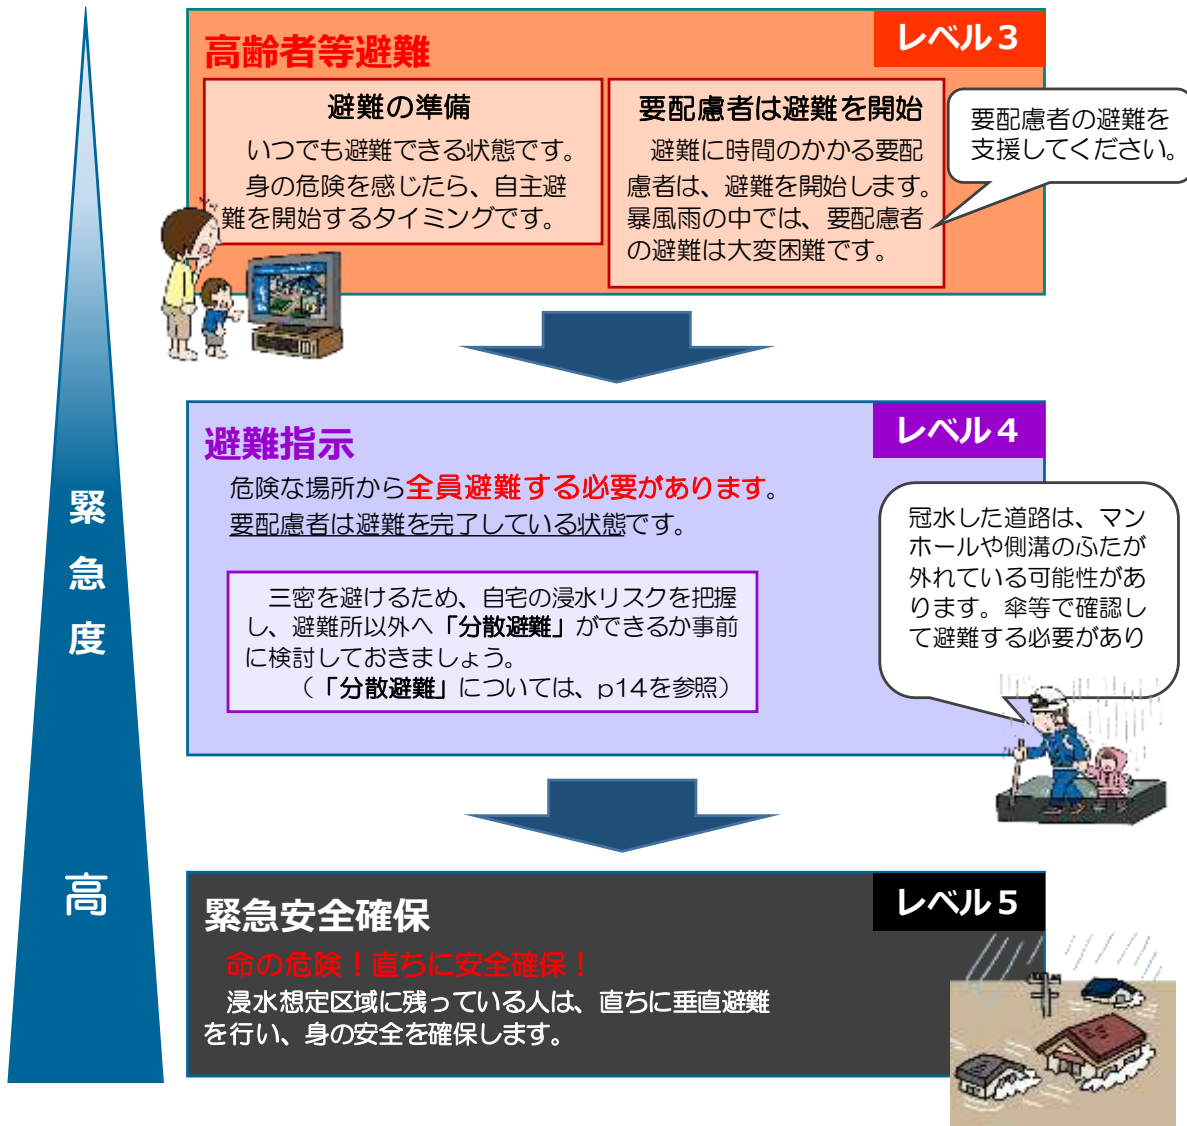 緊急度
高
高齢者等避難
レベル3
避難の準備
いつでも避難できる状態です。
身の危険を感じたら、自主避
難を開始するタイミングです。
要配慮者は避難を開始
避難に時間のかかる要配
慮者は、避難を開始します。
暴風雨の中では、要配慮者
の避難は大変困難です。
要配慮者の避難を
支援してください。
避難指示
レベル4
危険な場所から全員避難する必要があります。
要配慮者は避難を完了している状態です。
三密を避けるため、自宅の浸水リスクを把握
し、避難所以外へ「分散避難」ができるか事前
に検討しておきましょう。
（「分散避難」については、p14を参照）
冠水した道路は、マン
ホールや側溝のふたが
外れている可能性があ
ります。傘等で確認し
て避難する必要があり
緊急安全確保
レベル5
命の危険！直ちに安全確保！
浸水想定区域に残っている人は、直ちに垂直避難
を行い、身の安全を確保します。